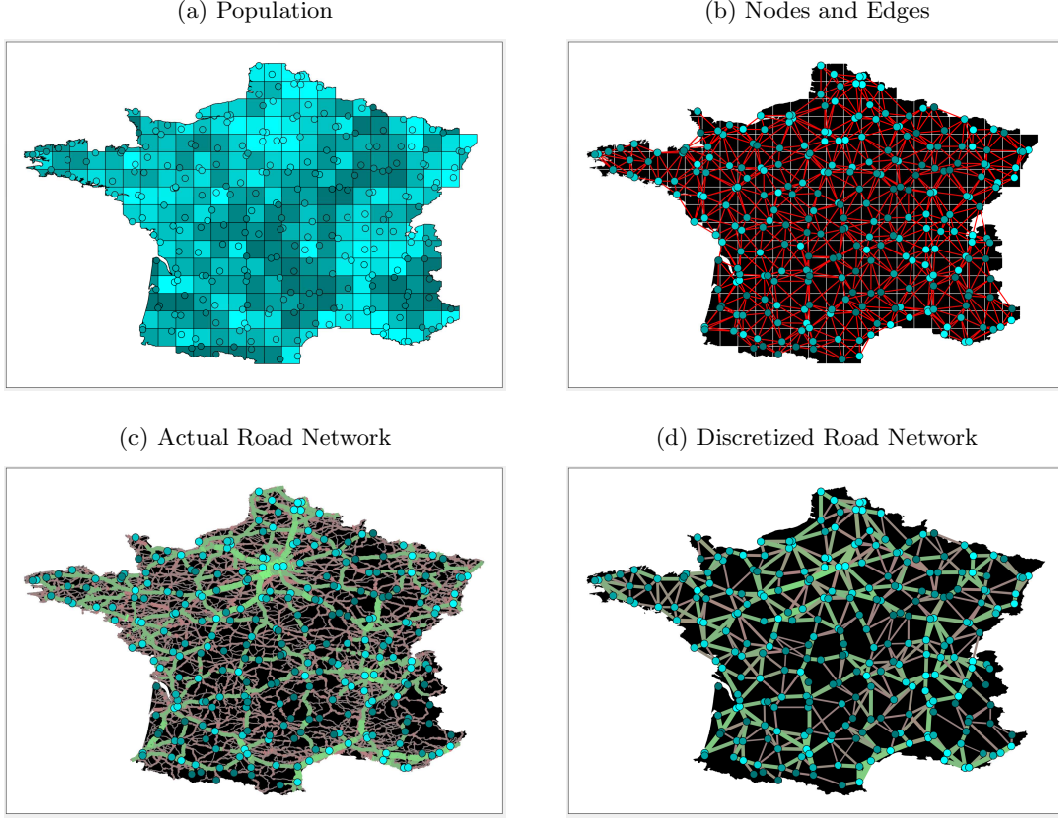 (a) Population
(b) Nodes and Edges
(c) Actual Road Network
(d) Discretized Road Network